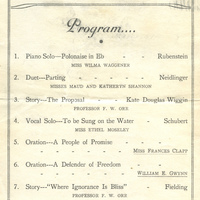 Program....
1. Piano Solo—Polonaise in Eb - - Rubenstein
MISS WILMA WAGGENER
2. Duet—Parting - - - - Neidlinger
MISSES MAUD AND KATHERYN SHANNON
3. Story—The Proposal - Kate Douglas Wiggin
PROFESSOR F. W. ORR
4. Vocal Solo—To be Sung on the Water - Schubert
MISS ETHEL MOSELEY
5. Oration—A People of Promise - -
MISS FRANCES CLAPP
6. Oration—A Defender of Freedom - -
WILLIAM E. GWYNN
7. Story—"Where Ignorance Is Bliss" - Fielding
PROFESSOR F. W. ORR